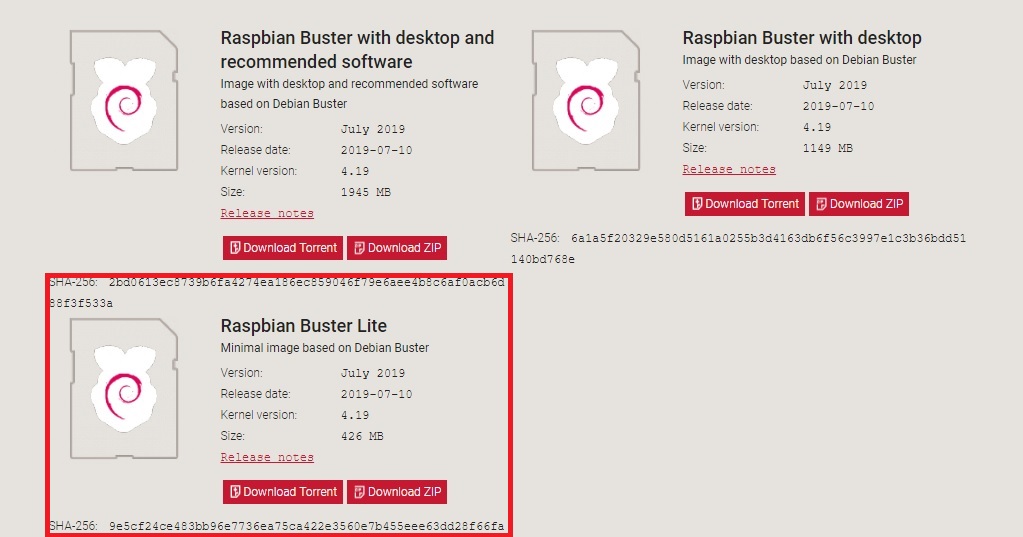 Raspbian Buster with desktop and
recommended software
Image with desktop and recommended software
based on Debian Buster
Version: July 2019
Release date: 2019-07-10
Kernel version: 4.19
Size: 1945 MB
Release notes
Download Torrent Download ZIP
SHA-256: 2bd0613ec8739b6fa4274ea186ec859046f79e6aee4b8c6af0acb6d
88f3f533a
Raspbian Buster with desktop
Image with desktop based on Debian Buster
Version: July 2019
Release date: 2019-07-10
Kernel version: 4.19
Size: 1149 MB
Release notes
Download Torrent Download ZIP
SHA-256: 6a1a5f20329e580d5161a0255b3d4163db6f56c3997e1c3b36bdd51
140bd768e
Raspbian Buster Lite
Minimal image based on Debian Buster
Version: July 2019
Release date: 2019-07-10
Kernel version: 4.19
Size: 426 MB
Release notes
Download Torrent Download ZIP
SHA-256: 9e5cf24ce483bb96e7736ea75ca422e3560e7b455eee63dd28f66fa